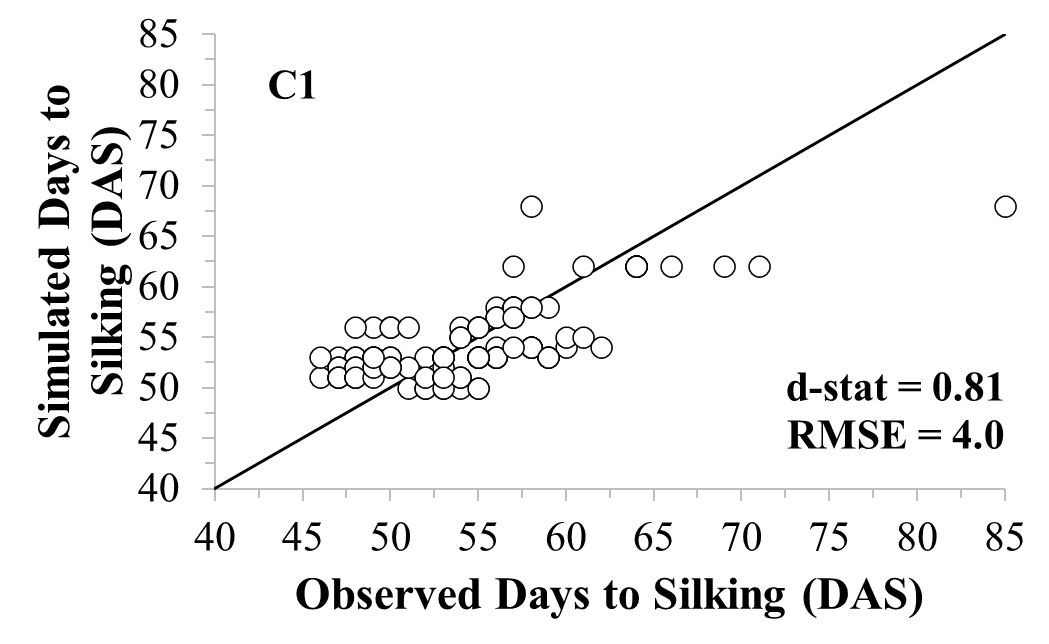 Simulated Days to
Silking (DAS)
85
80
75
70
65
60
55
50
45
40
C1
d-stat = 0.81
RMSE = 4.0
40 45 50 55 60 65 70 75 80 85
Observed Days to Silking (DAS)